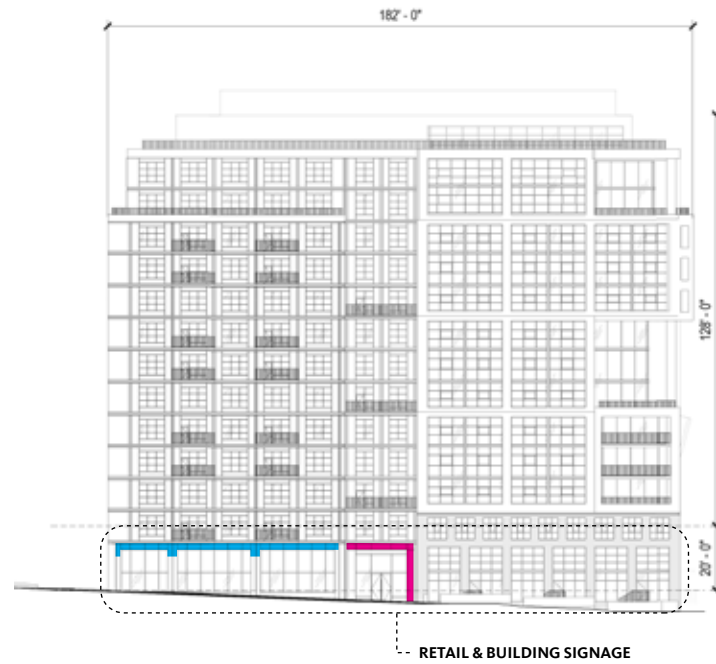 182' - 0"
128' - 0"
20' - 0"
RETAIL & BUILDING SIGNAGE